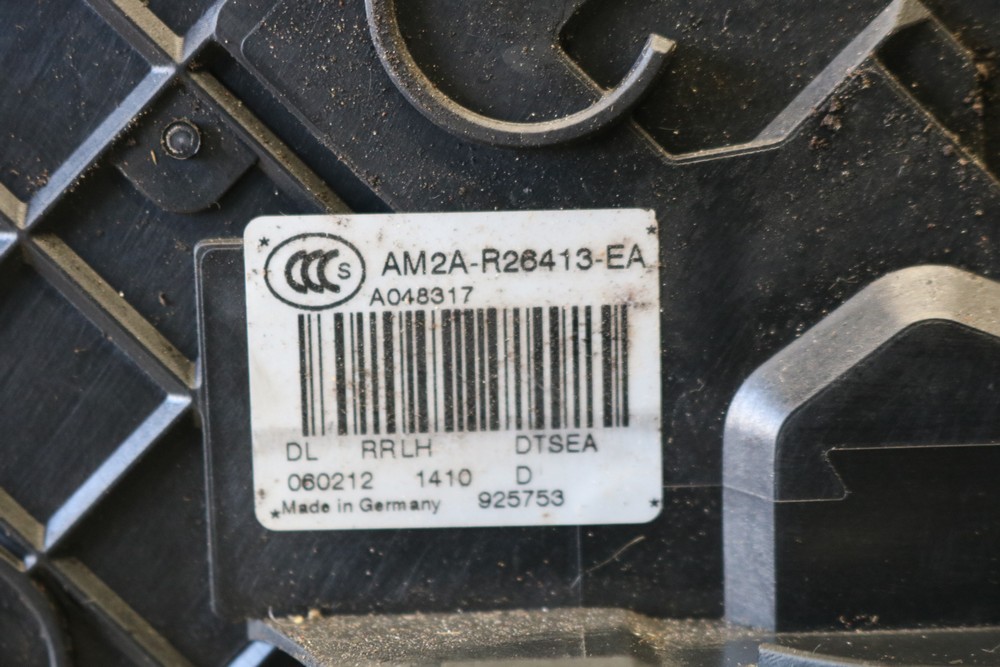 CCC S AM2A-R26413-EA
A048317
DL RRLH DTSEA
060212 1410 D
Made in Germany 925753